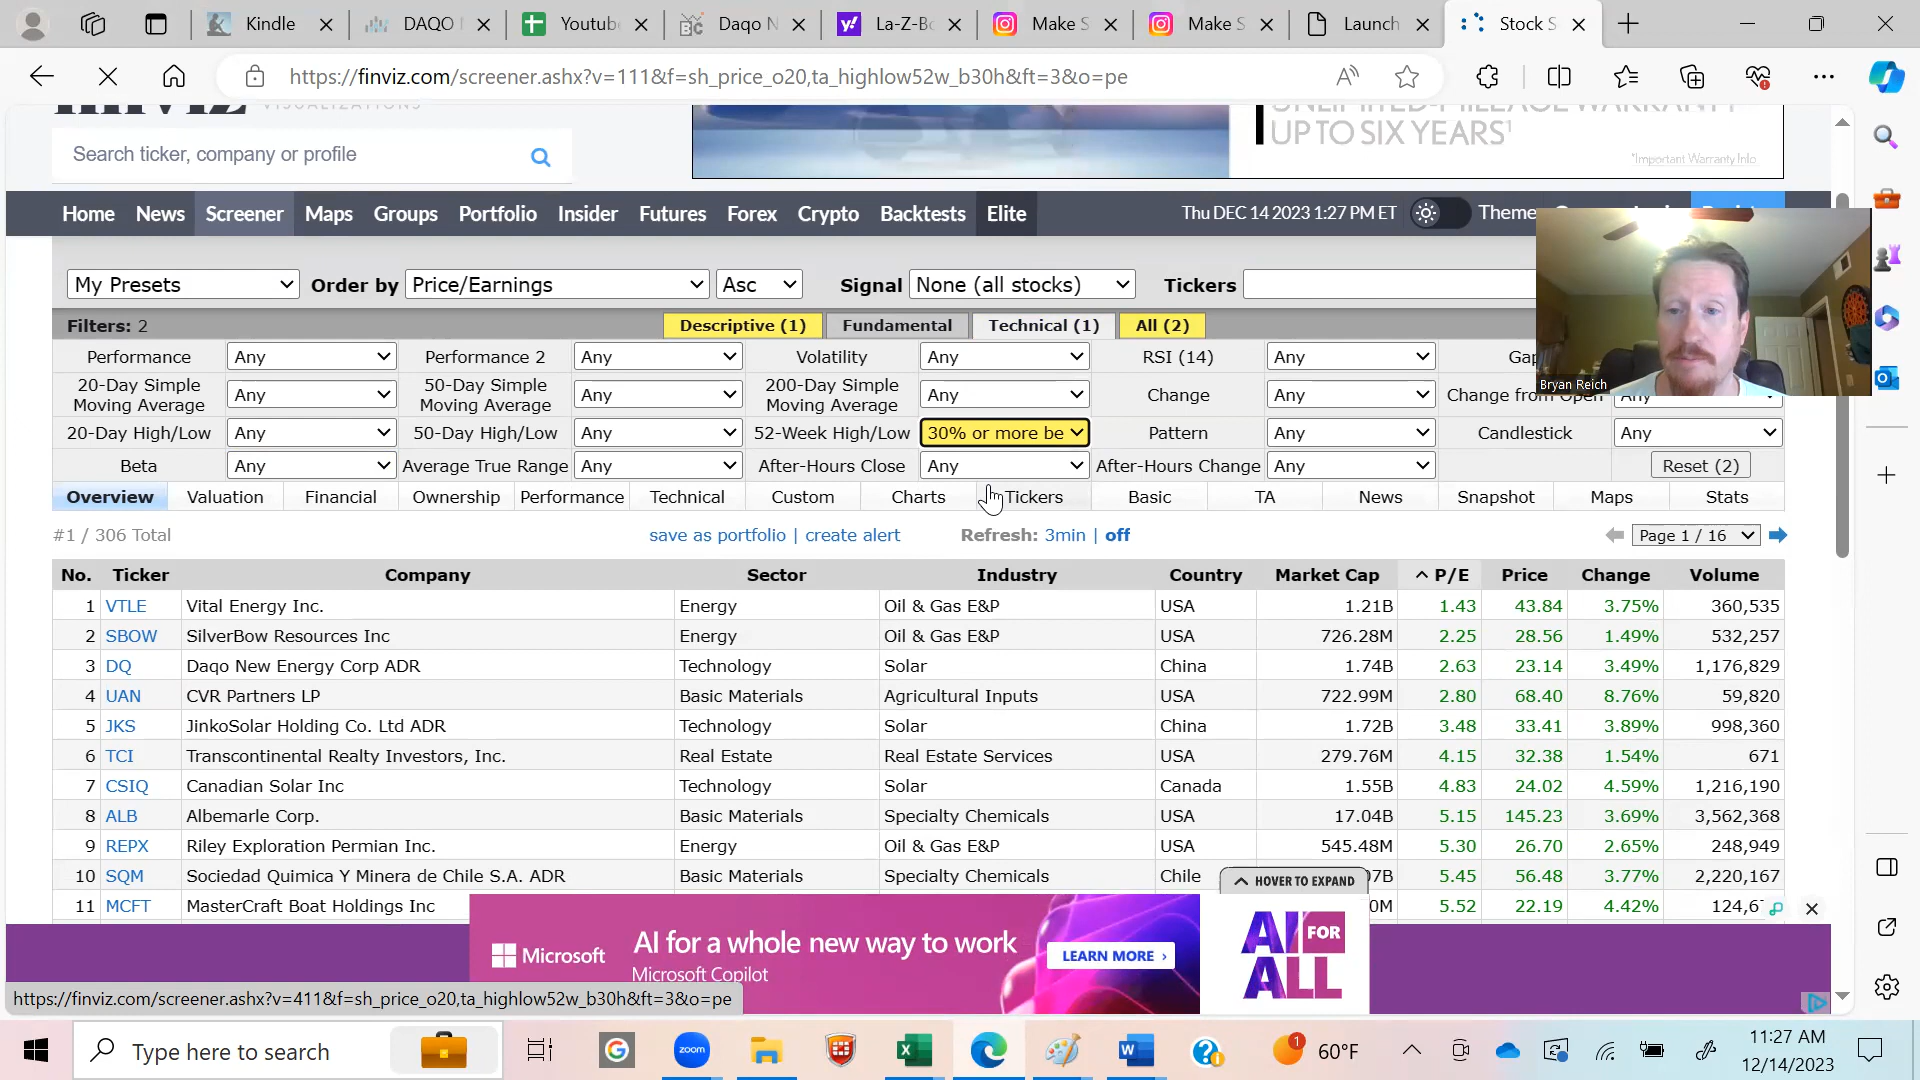 Kindle
DAQO
Youtub
Daqo N
La-Z-Bo
Make S
Make S
Launch
Stock S
https://finviz.com/screener.ashx?v=111&f=sh_price_o20,ta_highlow52w_b30h&ft=3&o=pe
finviz VISUALIZATIONS
UNLIMITED-MILEAGE WARRANTY
UP TO SIX YEARS¹
*Important Warranty Info
Search ticker, company or profile
Home News Screener Maps Groups Portfolio Insider Futures Forex Crypto Backtests Elite Thu DEC 14 2023 1:27 PM ET Theme
My Presets Order by Price/Earnings Asc Signal None (all stocks) Tickers
Filters: 2 Descriptive (1) Fundamental Technical (1) All (2)
Performance Any Performance 2 Any Volatility Any RSI (14) Any Gap
20-Day Simple Moving Average Any 50-Day Simple Moving Average Any 200-Day Simple Moving Average Any Change Any Change from Open Any
20-Day High/Low Any 50-Day High/Low Any 52-Week High/Low 30% or more be Pattern Any Candlestick Any
Beta Any Average True Range Any After-Hours Close Any After-Hours Change Any Reset (2)
Bryan Reich
Overview Valuation Financial Ownership Performance Technical Custom Charts Tickers Basic TA News Snapshot Maps Stats
#1 / 306 Total save as portfolio | create alert Refresh: 3min | off Page 1 / 16
No. Ticker Company Sector Industry Country Market Cap P/E Price Change Volume
1 VTLE Vital Energy Inc. Energy Oil & Gas E&P USA 1.21B 1.43 43.84 3.75% 360,535
2 SBOW SilverBow Resources Inc Energy Oil & Gas E&P USA 726.28M 2.25 28.56 1.49% 532,257
3 DQ Daqo New Energy Corp ADR Technology Solar China 1.74B 2.63 23.14 3.49% 1,176,829
4 UAN CVR Partners LP Basic Materials Agricultural Inputs USA 722.99M 2.80 68.40 8.76% 59,820
5 JKS JinkoSolar Holding Co. Ltd ADR Technology Solar China 1.72B 3.48 33.41 3.89% 998,360
6 TCI Transcontinental Realty Investors, Inc. Real Estate Real Estate Services USA 279.76M 4.15 32.38 1.54% 671
7 CSIQ Canadian Solar Inc Technology Solar Canada 1.55B 4.83 24.02 4.59% 1,216,190
8 ALB Albemarle Corp. Basic Materials Specialty Chemicals USA 17.04B 5.15 145.23 3.69% 3,562,368
9 REPX Riley Exploration Permian Inc. Energy Oil & Gas E&P USA 545.48M 5.30 26.70 2.65% 248,949
10 SQM Sociedad Quimica Y Minera de Chile S.A. ADR Basic Materials Specialty Chemicals Chile 07B 5.45 56.48 3.77% 2,220,167
11 MCFT MasterCraft Boat Holdings Inc 0M 5.52 22.19 4.42% 124,6
HOVER TO EXPAND
Microsoft AI for a whole new way to work
Microsoft Copilot
LEARN MORE
AI FOR ALL
https://finviz.com/screener.ashx?v=411&f=sh_price_o20,ta_highlow52w_b30h&ft=3&o=pe
Type here to search
zoom
1 60°F
11:27 AM
12/14/2023